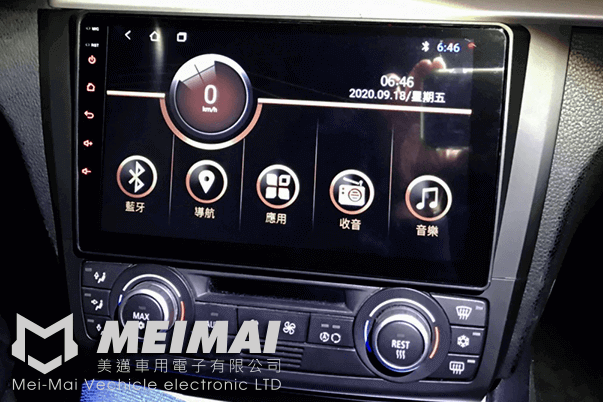 MIC
RST
6:46
06:46
2020.09.18/星期五
0
km/h
藍牙
導航
應用
收音
音樂
MAX
REST
MEIMAI
美邁車用電子有限公司
Mei-Mai Vechicle electronic LTD